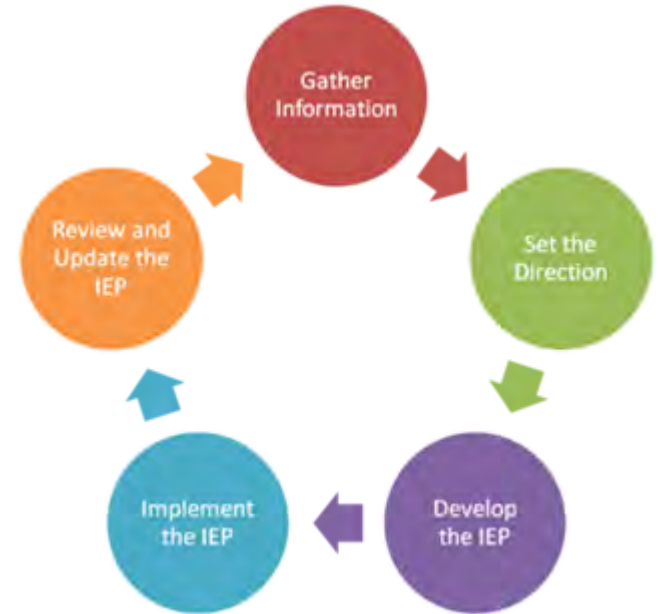 Gather
Information
Set the
Direction
Develop
the IEP
Implement
the IEP
Review and
Update the
IEP